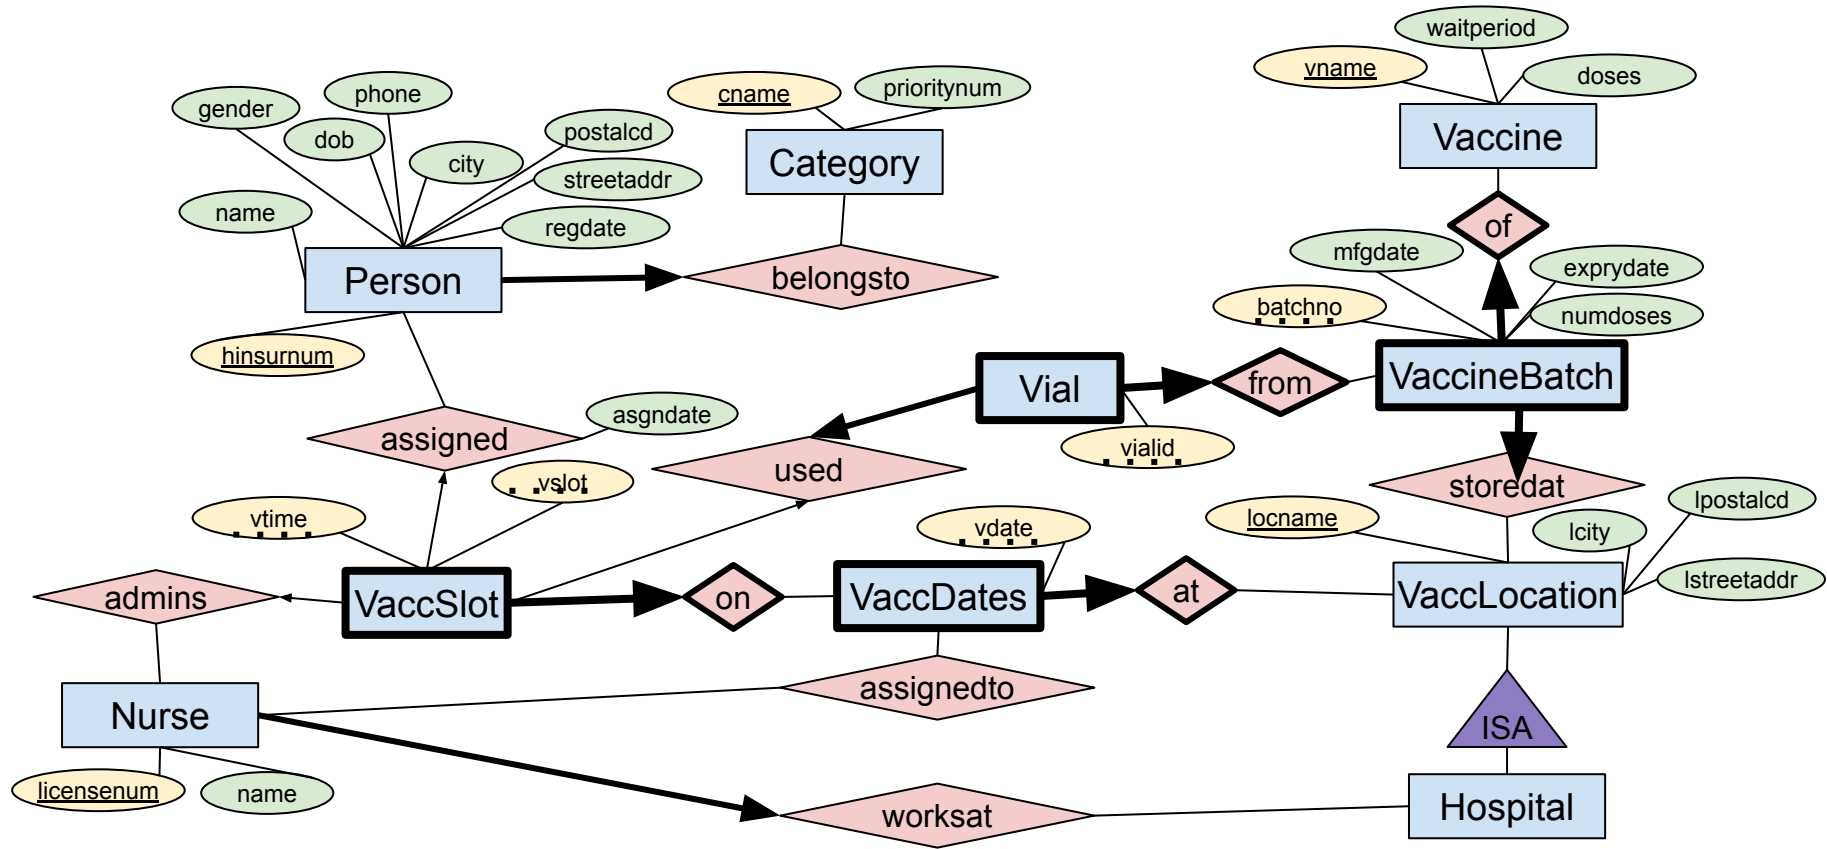 waitperiod
vname
doses
Vaccine
gender
phone
dob
city
postalcd
streetaddr
regdate
name
Person
hinsurnum
cname
prioritynum
Category
belongsto
of
mfgdate
exprydate
batchno
numdoses
VaccineBatch
Vial
from
vialid
assigned
asgndate
used
storedat
vtime
vslot
vdate
locname
lcity
lpostalcd
lstreetaddr
admins
VaccSlot
on
VaccDates
at
VaccLocation
Nurse
assignedto
ISA
licensenum
name
worksat
Hospital